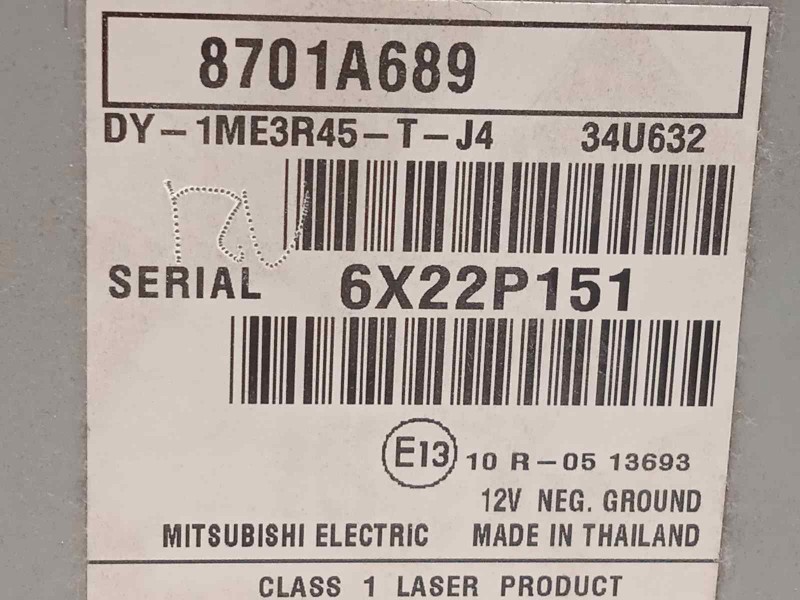 8701A689
DY-1ME3R45-T-J4 34U632
SERIAL 6X22P151
E13 10 R-05 13693
12V NEG. GROUND
MITSUBISHI ELECTRIC MADE IN THAILAND
CLASS 1 LASER PRODUCT